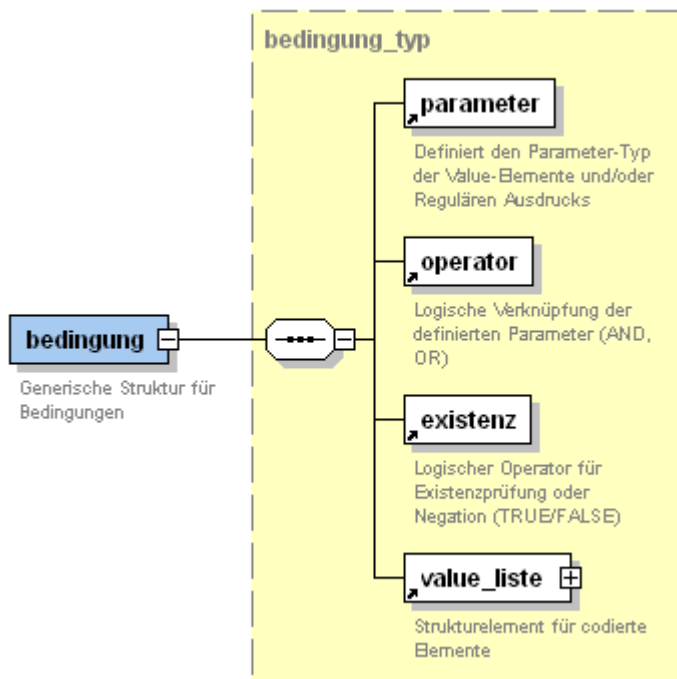 bedingung_typ
parameter
Definiert den Parameter-Typ
der Value-Elemente und/oder
Regulären Ausdrucks
operator
Logische Verknüpfung der
definierten Parameter (AND,
OR)
bedingung
Generische Struktur für
Bedingungen
existenz
Logischer Operator für
Existenzprüfung oder
Negation (TRUE/FALSE)
value_liste
Strukturelement für codierte
Elemente